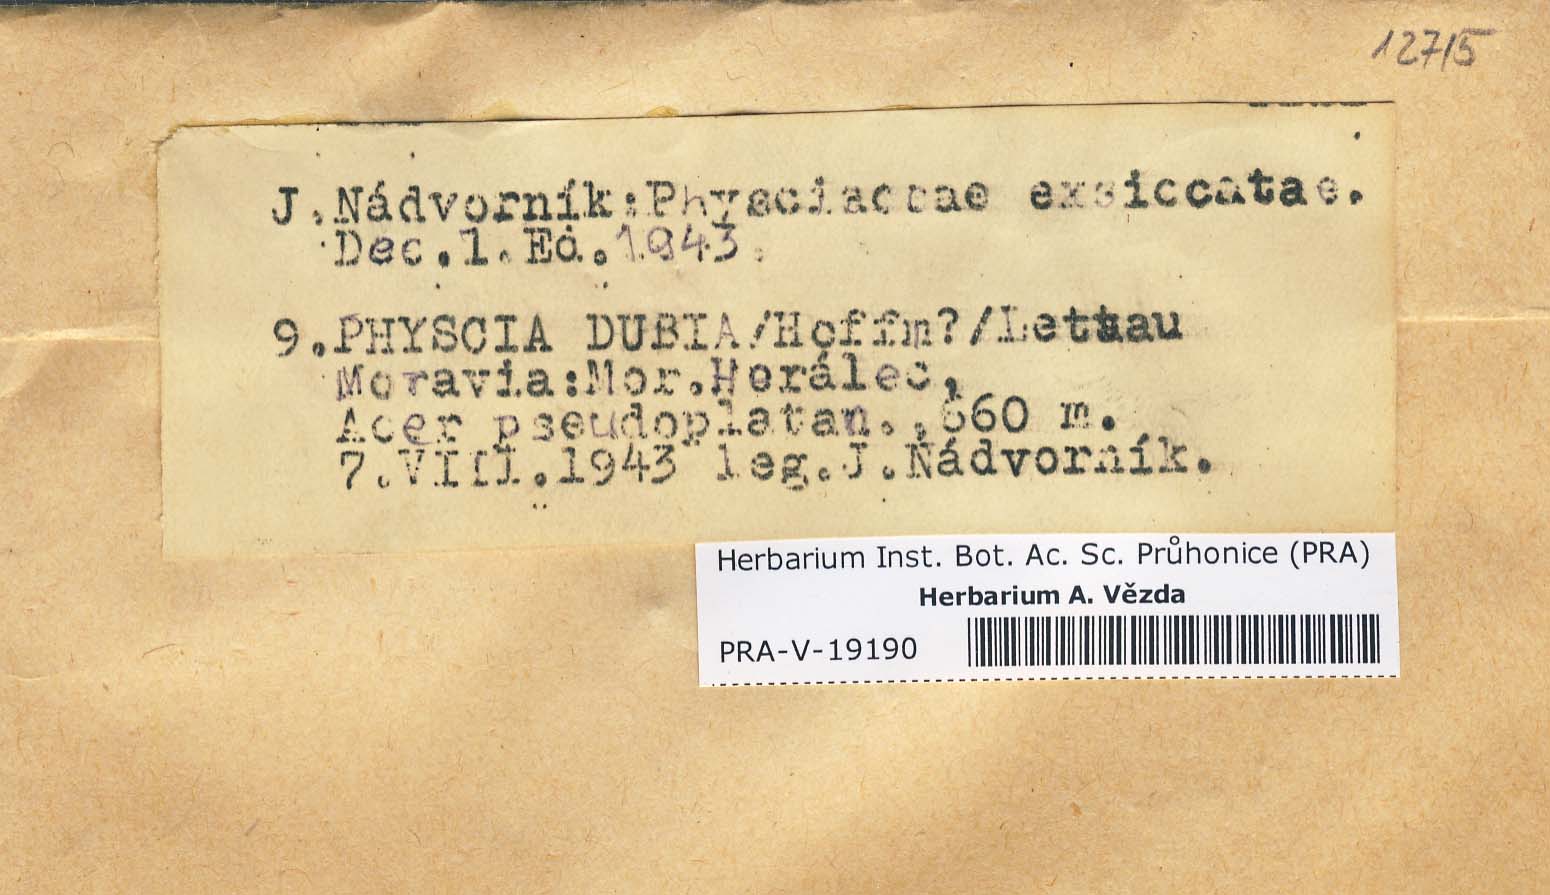 12715
J.Nádvorník:Physciaceae exsiccatae.
Dec.1.Ed.1943.
9.PHYSCIA DUBIA/Hoffm?/Lettau
Moravia:Mor.Herálec,
Acer pseudoplatan.,660 m.
7.VIII.1943 leg.J.Nádvorník.
Herbarium Inst. Bot. Ac. Sc. Průhonice (PRA)
Herbarium A. Vězda
PRA-V-19190